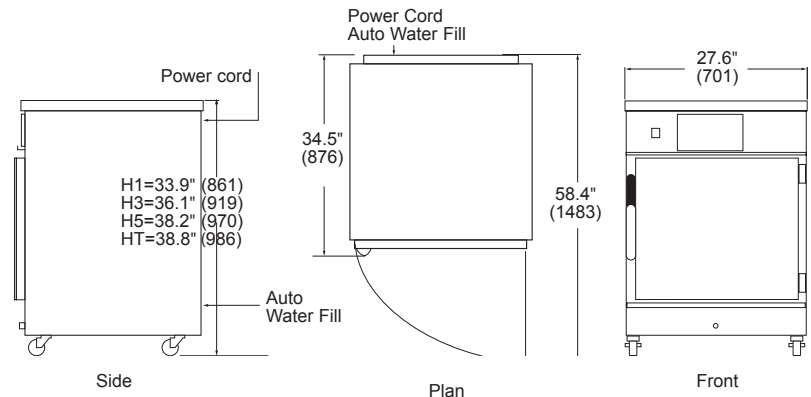 Power Cord
Auto Water Fill
Power cord
27.6"
(701)
34.5"
(876)
H1=33.9" (861)
H3=36.1" (919)
H5=38.2" (970)
HT=38.8" (986)
58.4"
(1483)
Auto
Water Fill
Side
Plan
Front